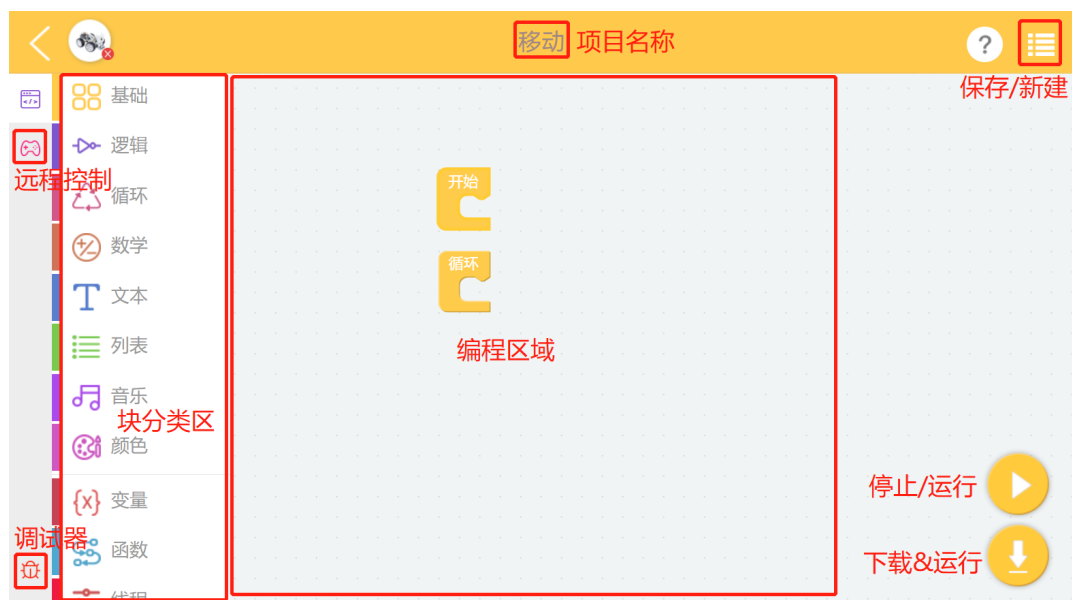 移动 项目名称
?
保存/新建
基础
逻辑
远程控制
循环
数学
文本
列表
音乐
块分类区
颜色
变量
调试器
函数
线程
开始
循环
编程区域
停止/运行
下载&运行